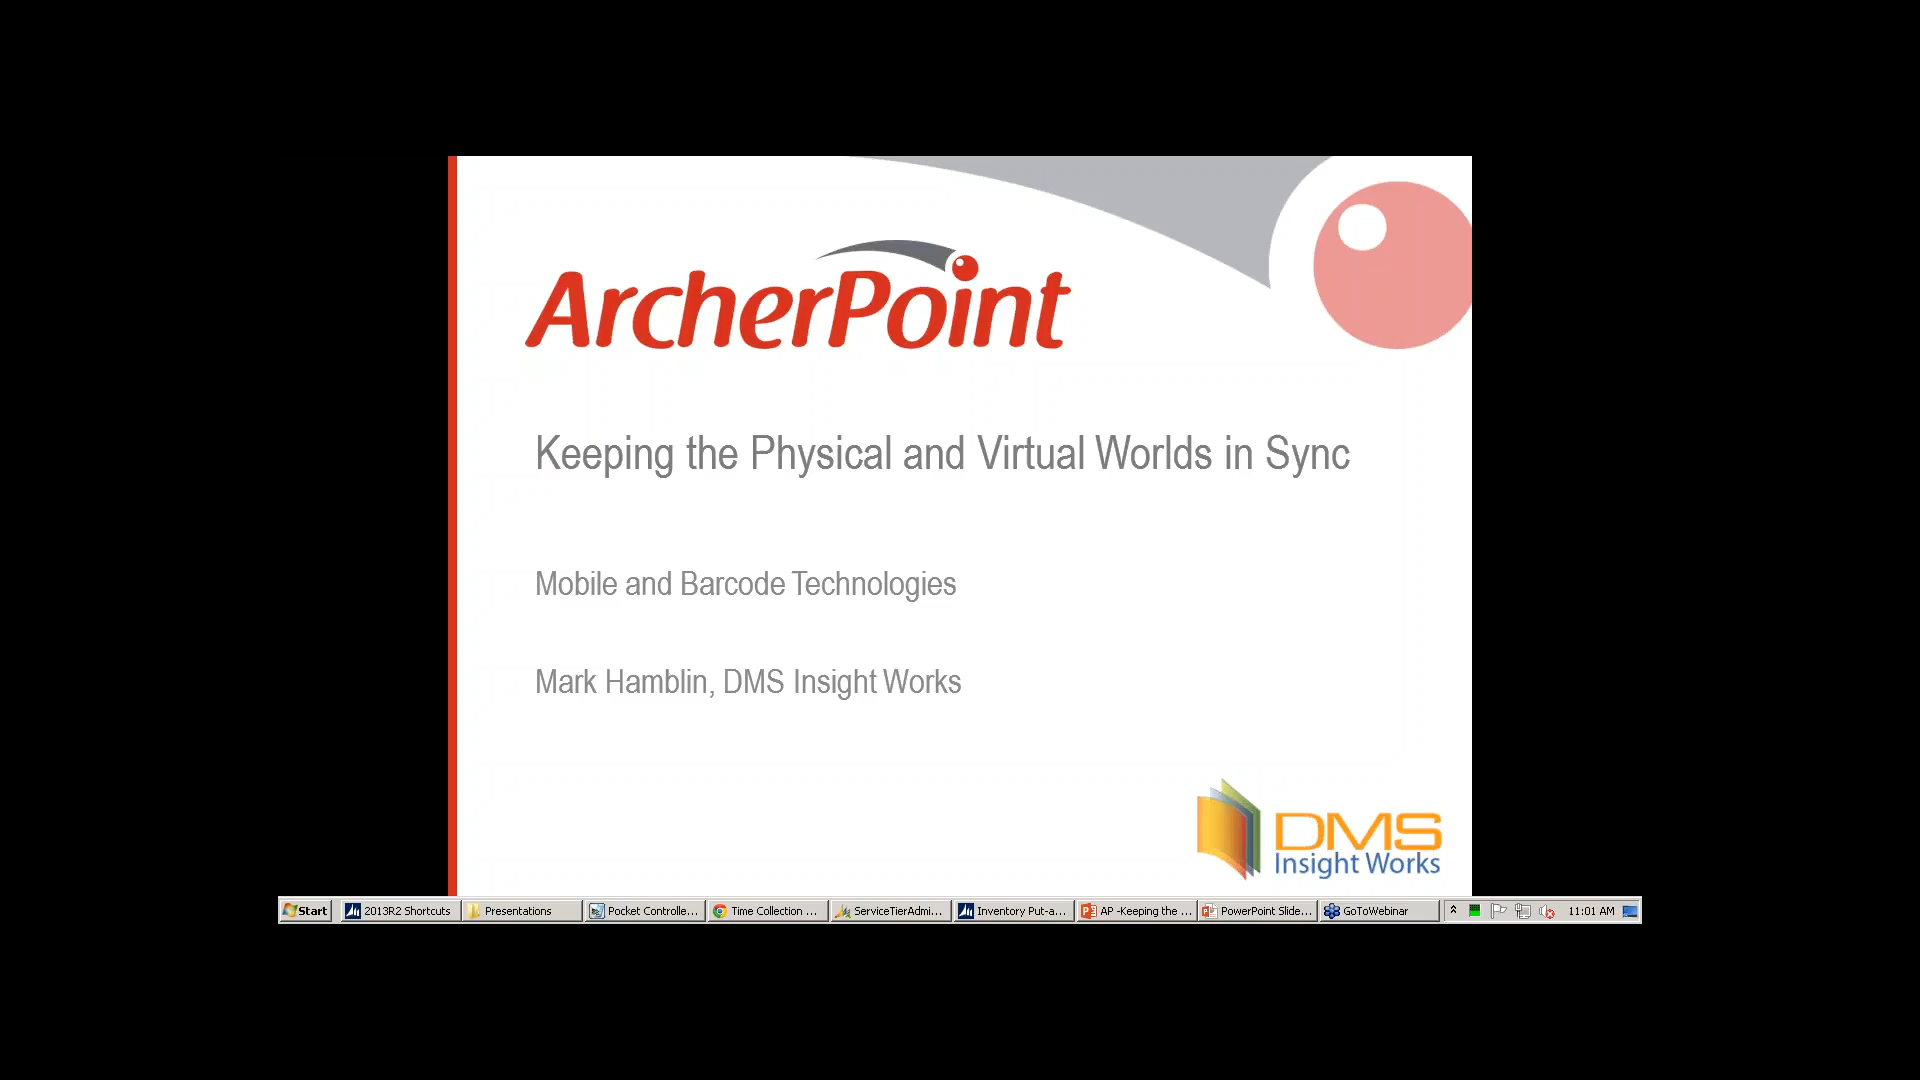 ArcherPoint
Keeping the Physical and Virtual Worlds in Sync
Mobile and Barcode Technologies
Mark Hamblin, DMS Insight Works
DMS
Insight Works
Start 2013R2 Shortcuts Presentations Pocket Controlle... Time Collection ... ServiceTierAdmi... Inventory Put-a... AP -Keeping the ... PowerPoint Slide... GoToWebinar 11:01 AM